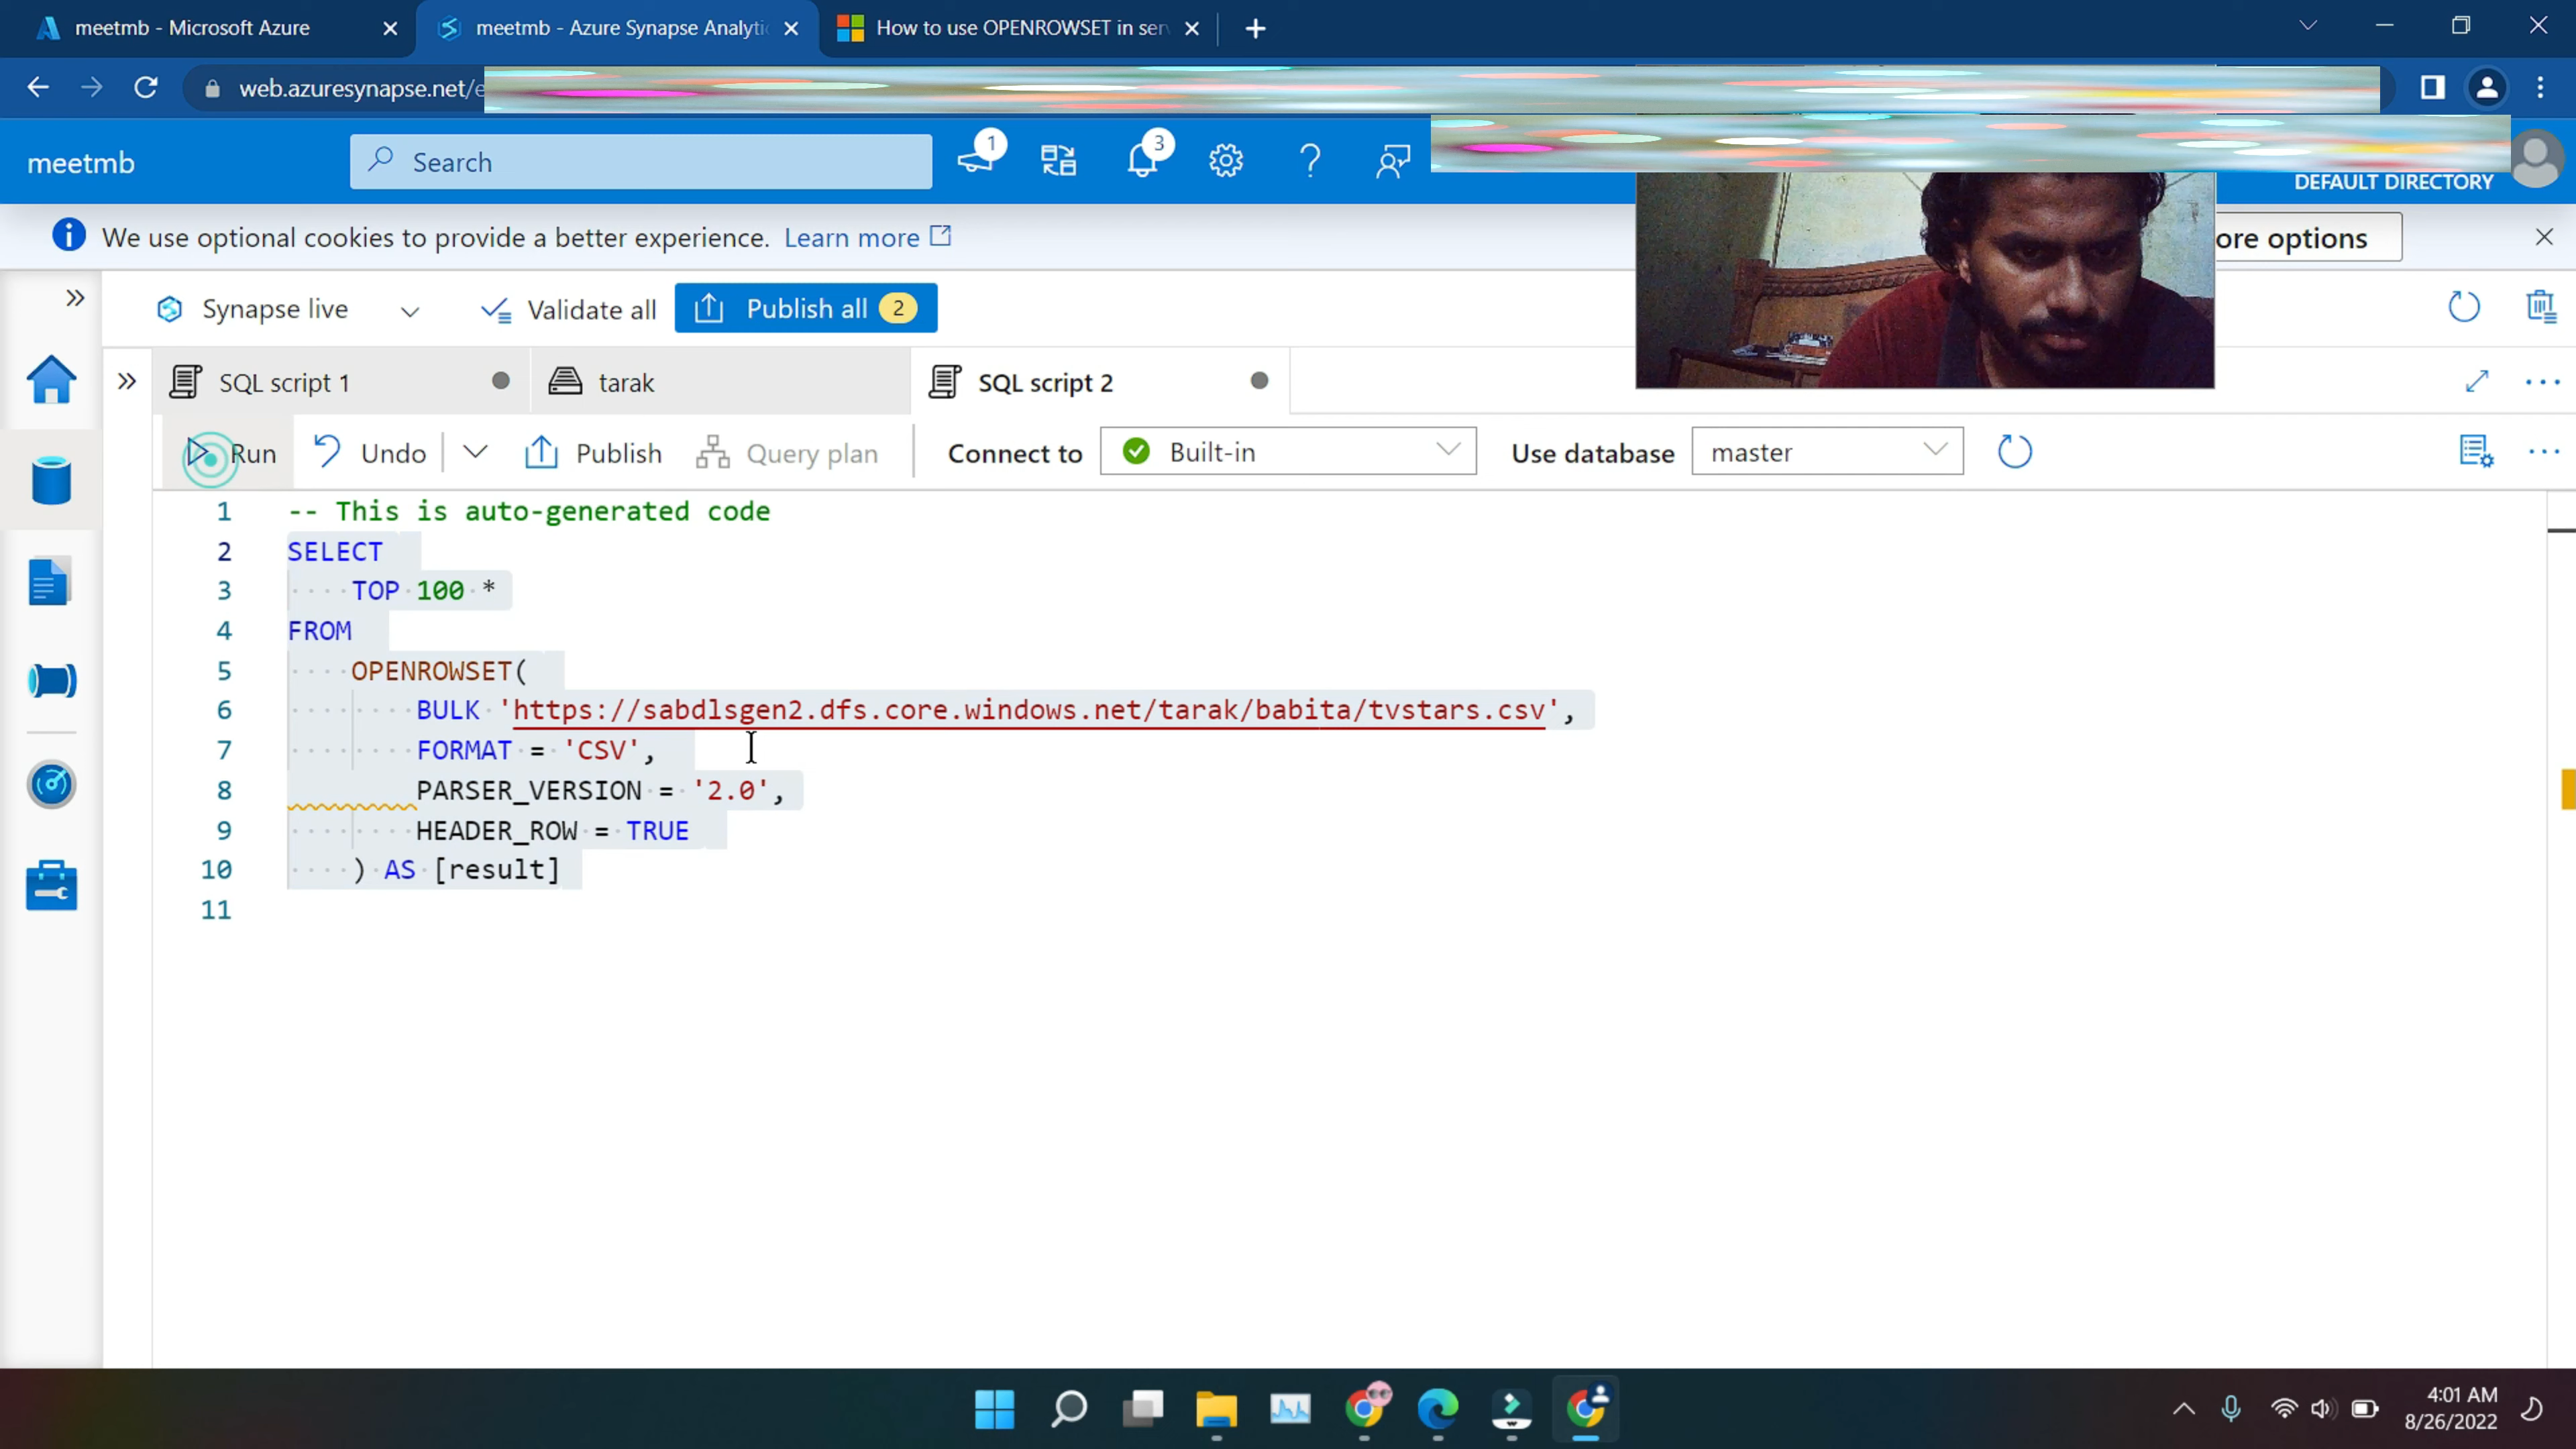 meetmb - Microsoft Azure
meetmb - Azure Synapse Analytic
How to use OPENROWSET in serv
web.azuresynapse.net/e
meetmb
Search
1
3
DEFAULT DIRECTORY
We use optional cookies to provide a better experience. Learn more
ore options
Synapse live
Validate all
Publish all 2
SQL script 1
tarak
SQL script 2
Run
Undo
Publish
Query plan
Connect to
Built-in
Use database
master
1 -- This is auto-generated code
2 SELECT
3 TOP 100 *
4 FROM
5 OPENROWSET(
6 BULK 'https://sabdlsgen2.dfs.core.windows.net/tarak/babita/tvstars.csv',
7 FORMAT = 'CSV',
8 PARSER_VERSION = '2.0',
9 HEADER_ROW = TRUE
10 ) AS [result]
11
4:01 AM
8/26/2022